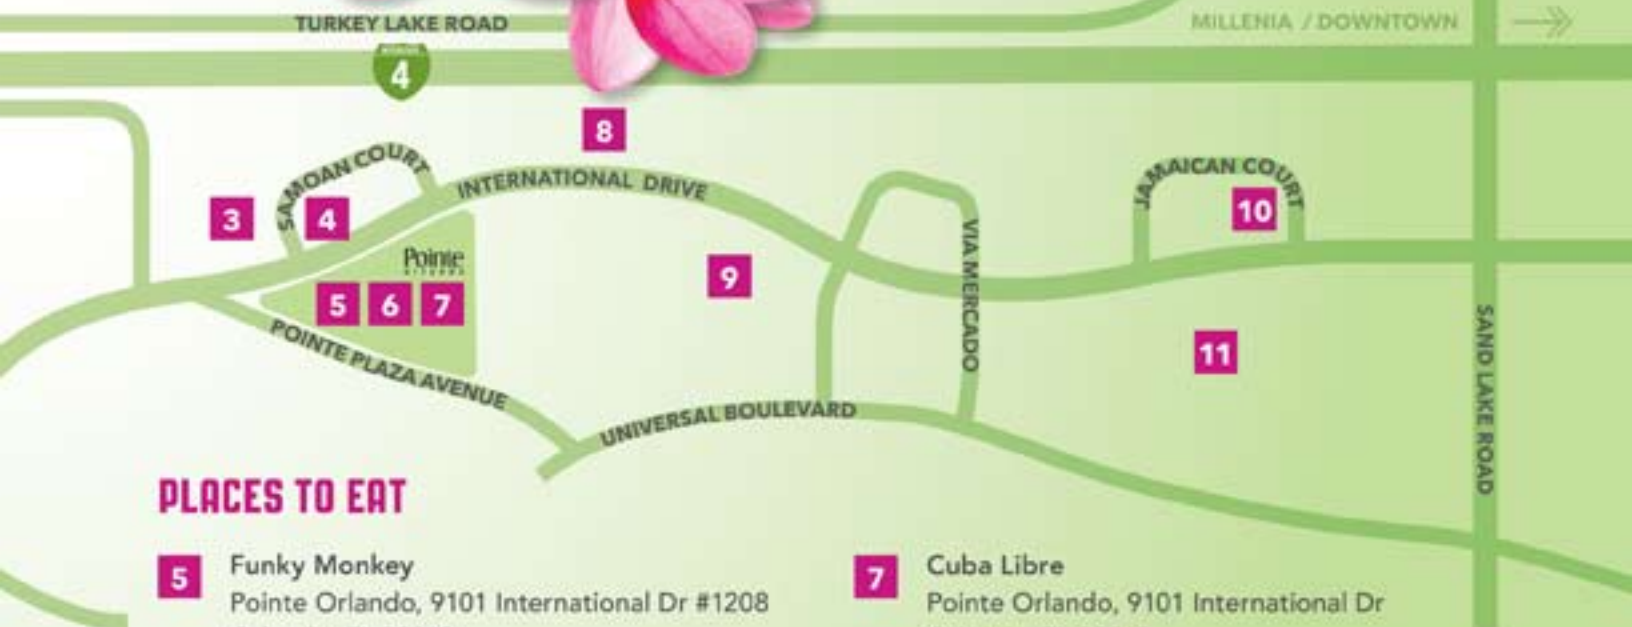 TURKEY LAKE ROAD
MILLENIA / DOWNTOWN
4
8
SAMOAN COURT
INTERNATIONAL DRIVE
JAMAICAN COURT
3
4
10
VIA MERCADO
Pointe
9
5 6 7
SAND LAKE ROAD
POINTE PLAZA AVENUE
11
UNIVERSAL BOULEVARD
PLACES TO EAT
5 Funky Monkey
Pointe Orlando, 9101 International Dr #1208
7 Cuba Libre
Pointe Orlando, 9101 International Dr